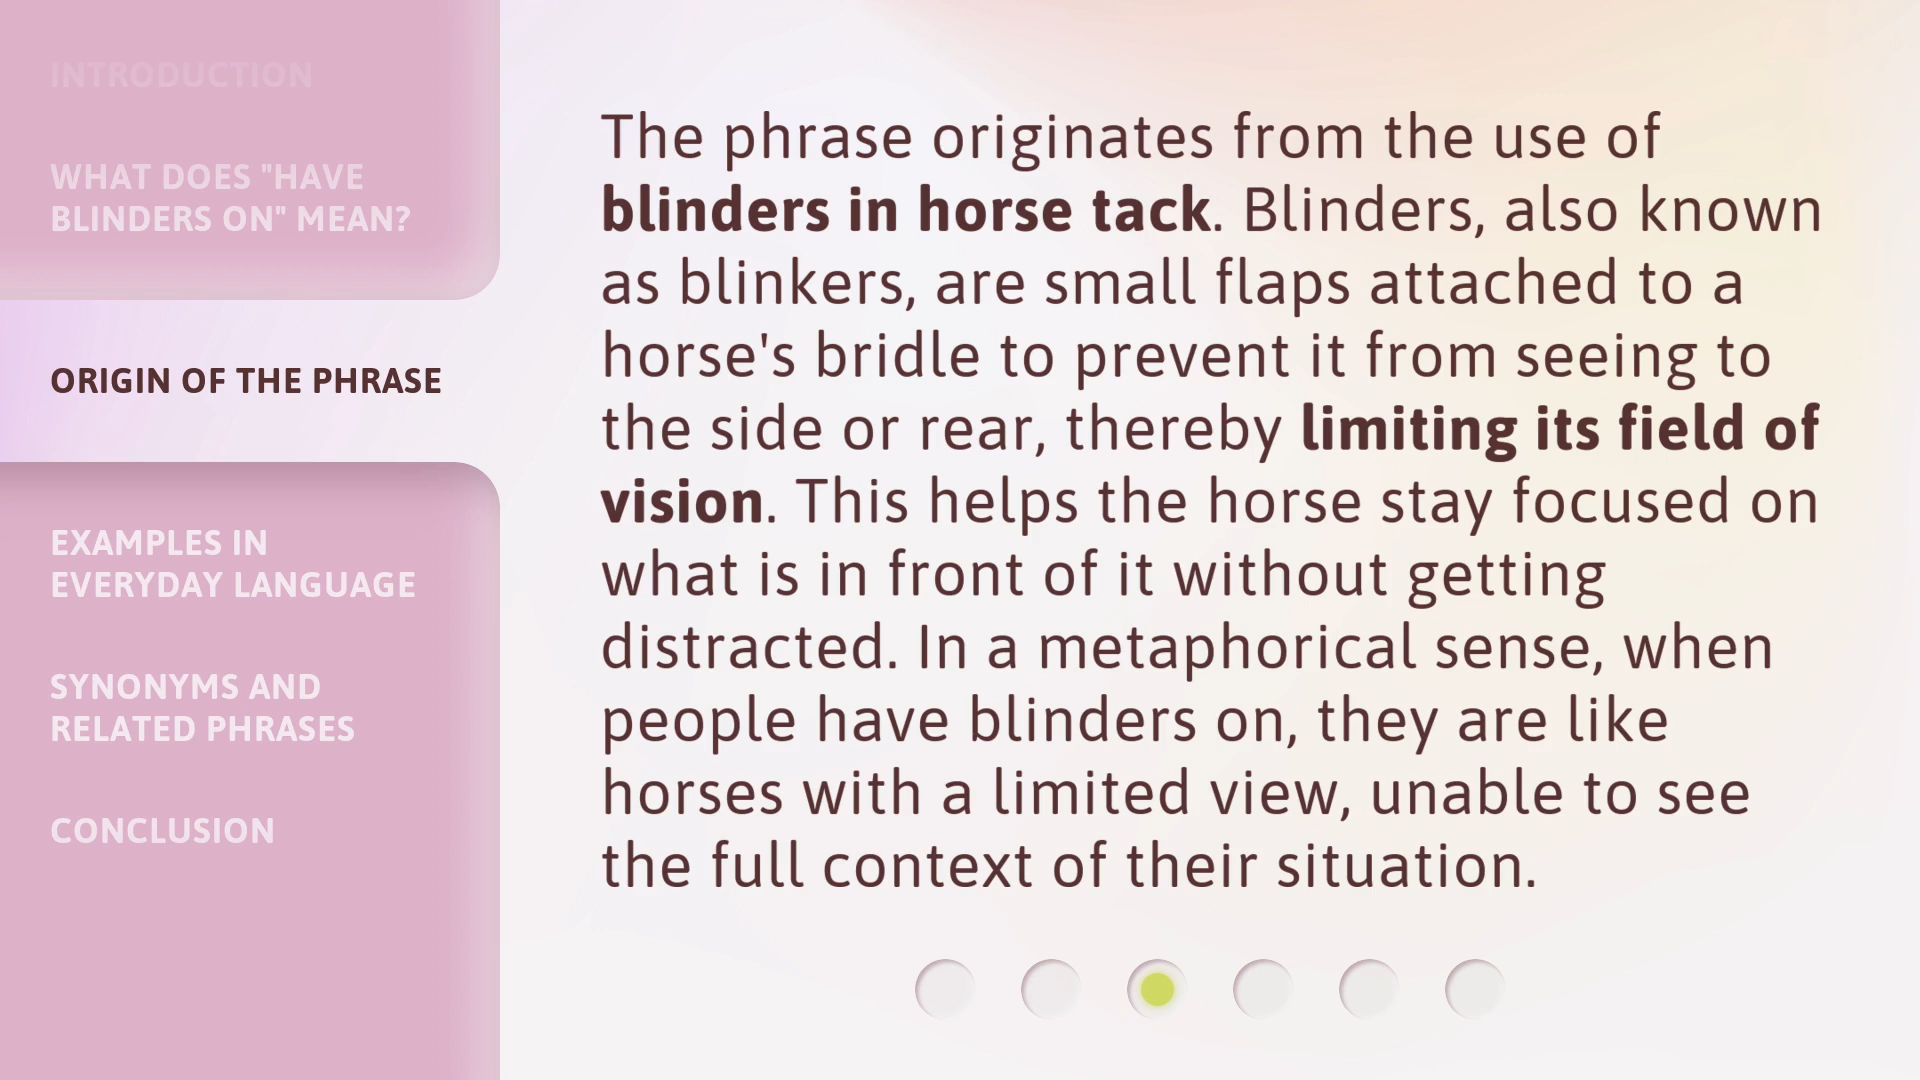 INTRODUCTION
WHAT DOES "HAVE
BLINDERS ON" MEAN?
ORIGIN OF THE PHRASE
EXAMPLES IN
EVERYDAY LANGUAGE
SYNONYMS AND
RELATED PHRASES
CONCLUSION
The phrase originates from the use of
blinders in horse tack. Blinders, also known
as blinkers, are small flaps attached to a
horse's bridle to prevent it from seeing to
the side or rear, thereby limiting its field of
vision. This helps the horse stay focused on
what is in front of it without getting
distracted. In a metaphorical sense, when
people have blinders on, they are like
horses with a limited view, unable to see
the full context of their situation.